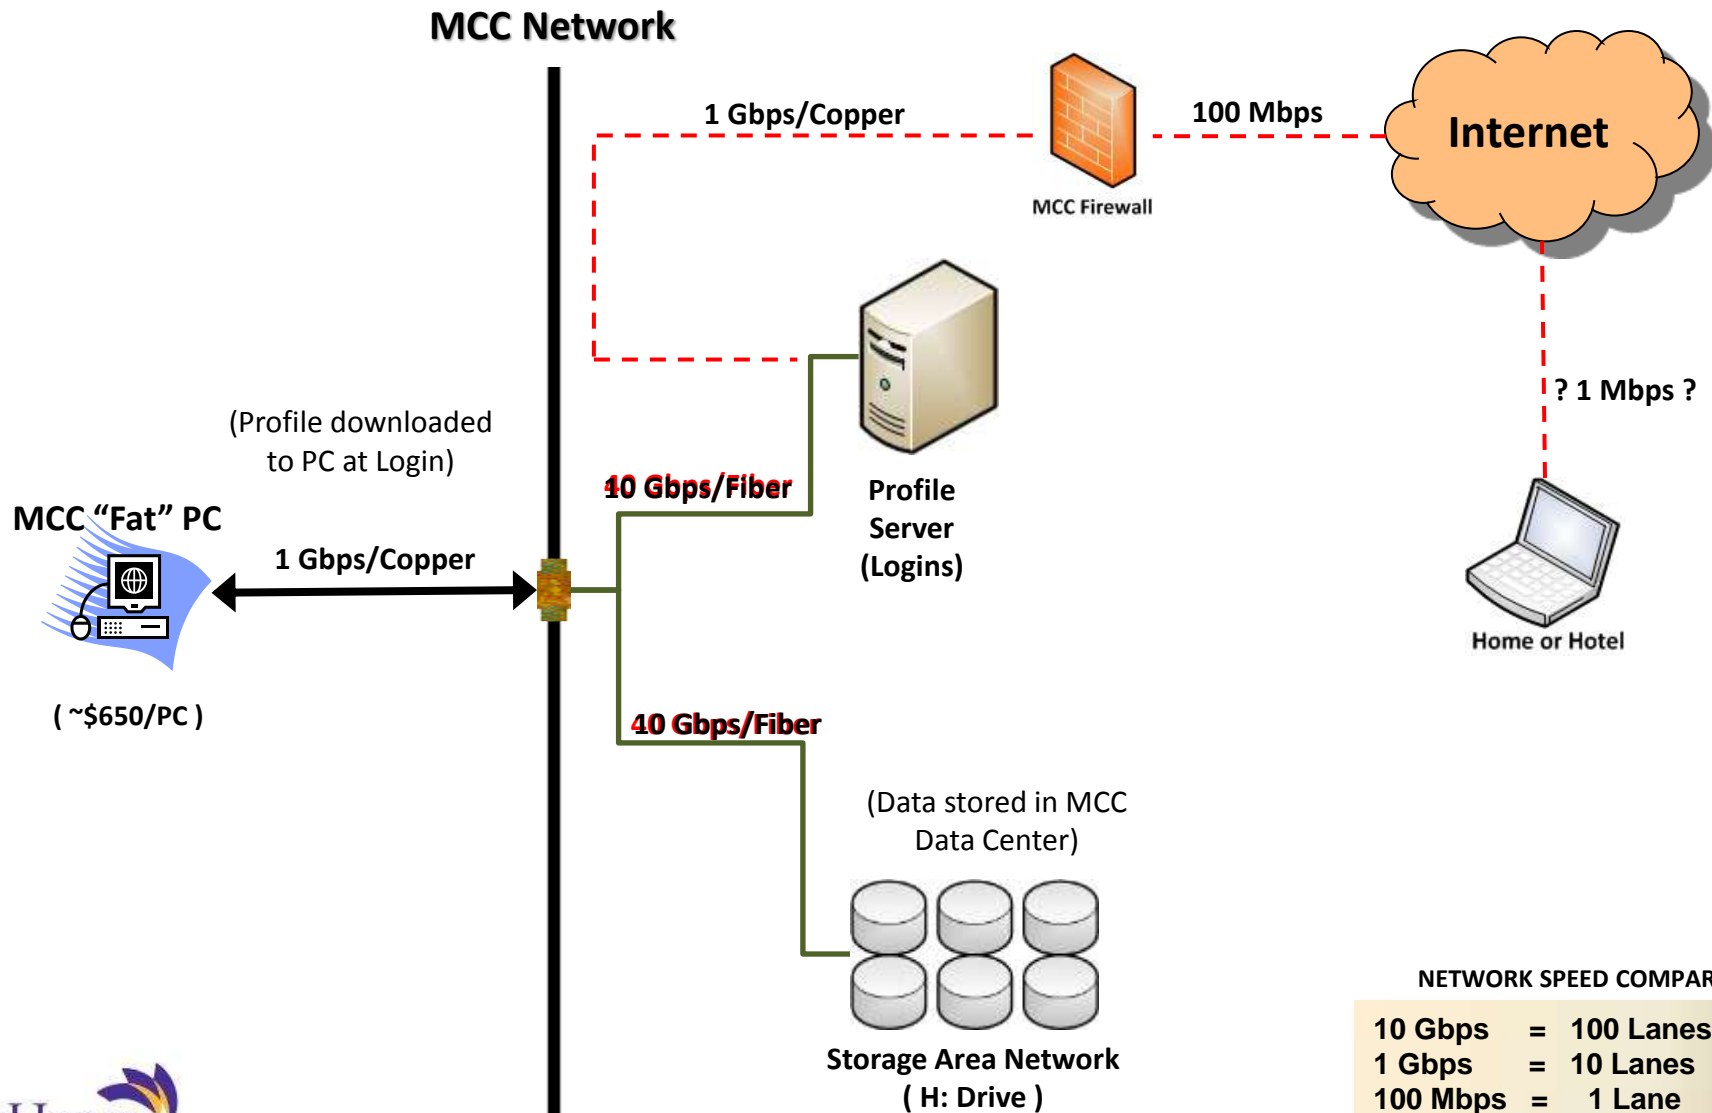 MCC Network
1 Gbps/Copper
100 Mbps
Internet
MCC Firewall
? 1 Mbps ?
(Profile downloaded
to PC at Login)
MCC “Fat” PC
1 Gbps/Copper
10 Gbps/Fiber
Profile
Server
(Logins)
Home or Hotel
( ~$650/PC )
10 Gbps/Fiber
(Data stored in MCC
Data Center)
Storage Area Network
( H: Drive )
NETWORK SPEED COMPAR
10 Gbps = 100 Lanes
1 Gbps = 10 Lanes
100 Mbps = 1 Lane